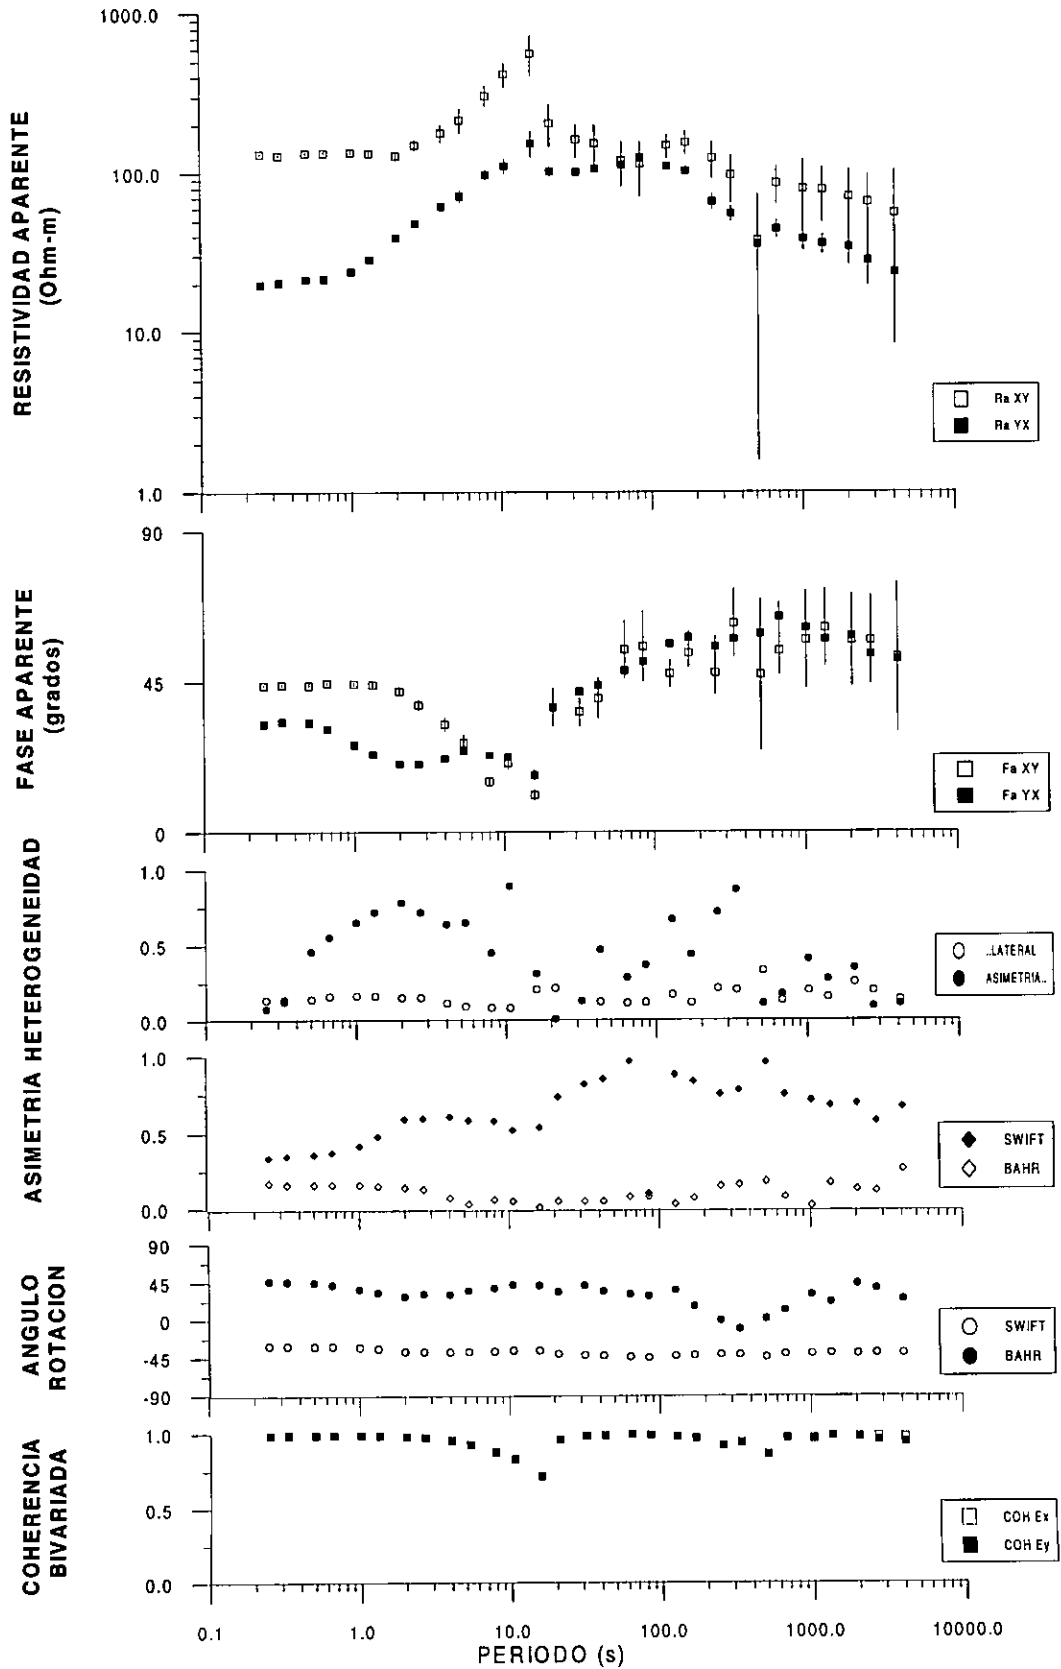 1000.0
100.0
10.0
1.0
RESISTIVIDAD APARENTE
(Ohm-m)
Ra XY
Ra YX
90
45
0
FASE APARENTE
(grados)
Fa XY
Fa YX
1.0
0.5
0.0
ASIMETRIA HETEROGENEIDAD
..LATERAL
ASIMETRIA..
1.0
0.5
0.0
SWIFT
BAHR
90
45
0
-45
-90
ANGULO
ROTACION
SWIFT
BAHR
1.0
0.5
0.0
COHERENCIA
BIVARIADA
COH Ex
COH Ey
0.1
1.0
10.0
100.0
1000.0
10000.0
PERIODO (s)